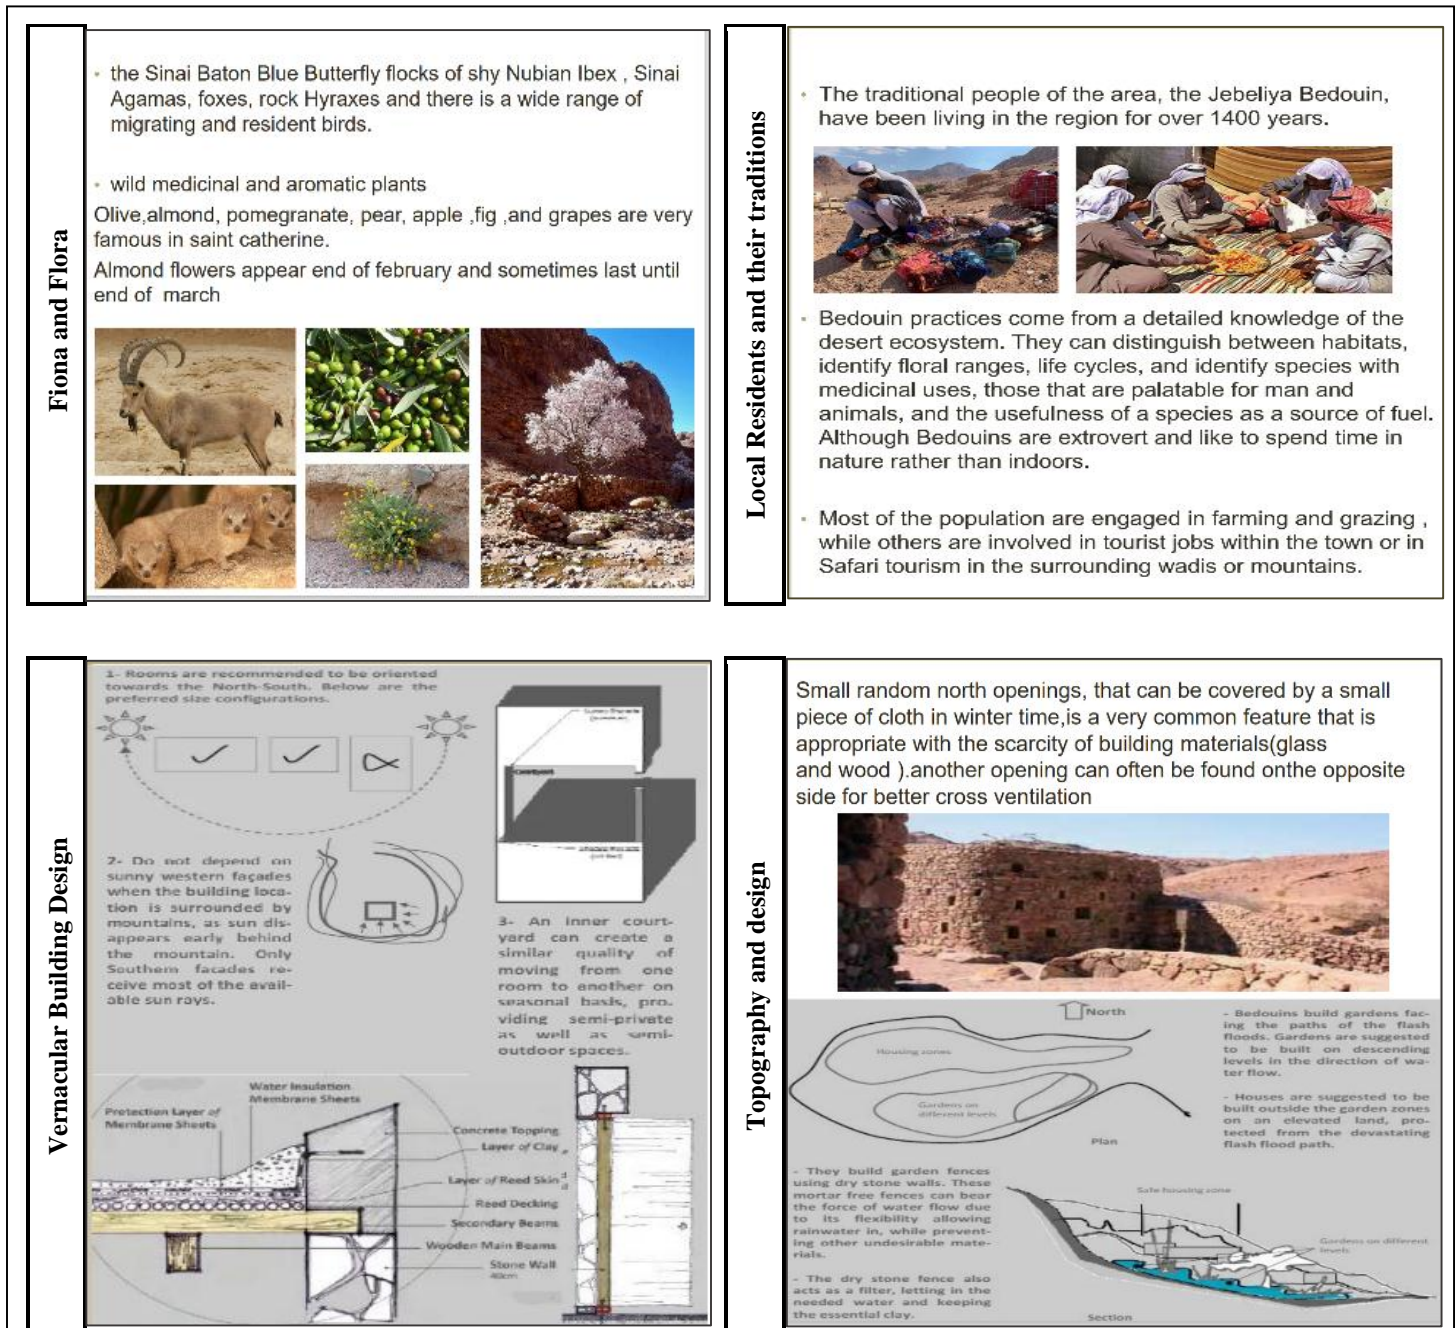 Fiona and Flora
· the Sinai Baton Blue Butterfly flocks of shy Nubian Ibex , Sinai
Agamas, foxes, rock Hyraxes and there is a wide range of
migrating and resident birds.
· wild medicinal and aromatic plants
Olive,almond, pomegranate, pear, apple ,fig ,and grapes are very
famous in saint catherine.
Almond flowers appear end of february and sometimes last until
end of march
Local Residents and their traditions
· The traditional people of the area, the Jebeliya Bedouin,
have been living in the region for over 1400 years.
· Bedouin practices come from a detailed knowledge of the
desert ecosystem. They can distinguish between habitats,
identify floral ranges, life cycles, and identify species with
medicinal uses, those that are palatable for man and
animals, and the usefulness of a species as a source of fuel.
Although Bedouins are extrovert and like to spend time in
nature rather than indoors.
· Most of the population are engaged in farming and grazing ,
while others are involved in tourist jobs within the town or in
Safari tourism in the surrounding wadis or mountains.
Vernacular Building Design
1- Rooms are recommended to be oriented
towards the North-South. Below are the
preferred size configurations.
2- Do not depend on
sunny western façades
when the building loca-
tion is surrounded by
mountains, as sun dis-
appears early behind
the mountain. Only
Southern facades re-
ceive most of the avail-
able sun rays.
Courtyard
3- An inner court-
yard can create a
similar quality of
moving from one
room to another on
seasonal basis, pro-
viding semi-private
as well as semi-
outdoor spaces.
Water Insulation
Membrane Sheets
Protection Layer of
Membrane Sheets
Concrete Topping
Layer of Clay
Layer of Reed Skin
Reed Decking
Secondary Beams
Wooden Main Beams
Stone Wall
40cm
Topography and design
Small random north openings, that can be covered by a small
piece of cloth in winter time,is a very common feature that is
appropriate with the scarcity of building materials(glass
and wood ).another opening can often be found onthe opposite
side for better cross ventilation
North
Housing zones
Gardens on
different levels
Plan
- Bedouins build gardens fac-
ing the paths of the flash
floods. Gardens are suggested
to be built on descending
levels in the direction of wa-
ter flow.
- Houses are suggested to be
built outside the garden zones
on an elevated land, pro-
tected from the devastating
flash flood path.
- They build garden fences
using dry stone walls. These
mortar free fences can bear
the force of water flow due
to its flexibility allowing
rainwater in, while prevent-
ing other undesirable mate-
rials.
- The dry stone fence also
acts as a filter, letting in the
needed water and keeping
the essential clay.
Safe housing zone
Gardens on different
levels
Section